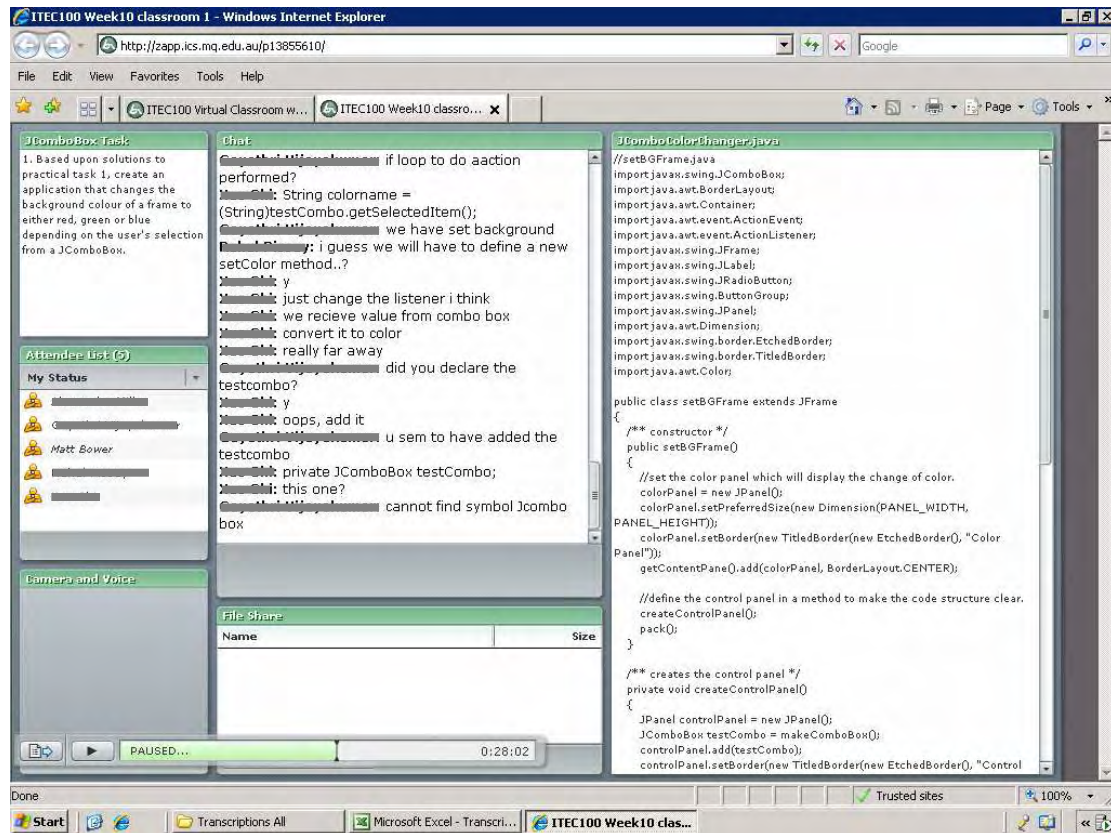 ITEC100 Week10 classroom 1 - Windows Internet Explorer
http://zapp.ics.mq.edu.au/p13855610/
Google
File Edit View Favorites Tools Help
ITEC100 Virtual Classroom w...
ITEC100 Week10 classro...
Page
Tools
JComboBox Task
1. Based upon solutions to
practical task 1, create an
application that changes the
background colour of a frame to
either red, green or blue
depending on the user's selection
from a JComboBox.
Attendee List (5)
My Status
Matt Bower
Camera and Voice
Chat
if loop to do aaction
performed?
String colorname =
(String)testCombo.getSelectedItem();
we have set background
i guess we will have to define a new
setColor method..?
y
just change the listener i think
we recieve value from combo box
convert it to color
really far away
did you declare the
testcombo?
y
oops, add it
u sem to have added the
testcombo
private JComboBox testCombo;
this one?
cannot find symbol Jcombo
box
File Share
Name Size
JComboColorChanger.java
//setBGFrame.java
import javax.swing.JComboBox;
import java.awt.BorderLayout;
import java.awt.Container;
import java.awt.event.ActionEvent;
import java.awt.event.ActionListener;
import javax.swing.JFrame;
import javax.swing.JLabel;
import javax.swing.JRadioButton;
import javax.swing.ButtonGroup;
import javax.swing.JPanel;
import java.awt.Dimension;
import javax.swing.border.EtchedBorder;
import javax.swing.border.TitledBorder;
import java.awt.Color;
public class setBGFrame extends JFrame
{
/** constructor */
public setBGFrame()
{
//set the color panel which will display the change of color.
colorPanel = new JPanel();
colorPanel.setPreferredSize(new Dimension(PANEL_WIDTH,
PANEL_HEIGHT));
colorPanel.setBorder(new TitledBorder(new EtchedBorder(), "Color
Panel"));
getContentPane().add(colorPanel, BorderLayout.CENTER);
//define the control panel in a method to make the code structure clear.
createControlPanel();
pack();
}
/** creates the control panel */
private void createControlPanel()
{
JPanel controlPanel = new JPanel();
JComboBox testCombo = makeComboBox();
controlPanel.add(testCombo);
controlPanel.setBorder(new TitledBorder(new EtchedBorder(), "Control
PAUSED...
0:28:02
Done
Trusted sites
100%
Start
Transcriptions All
Microsoft Excel - Transcri...
ITEC100 Week10 clas...